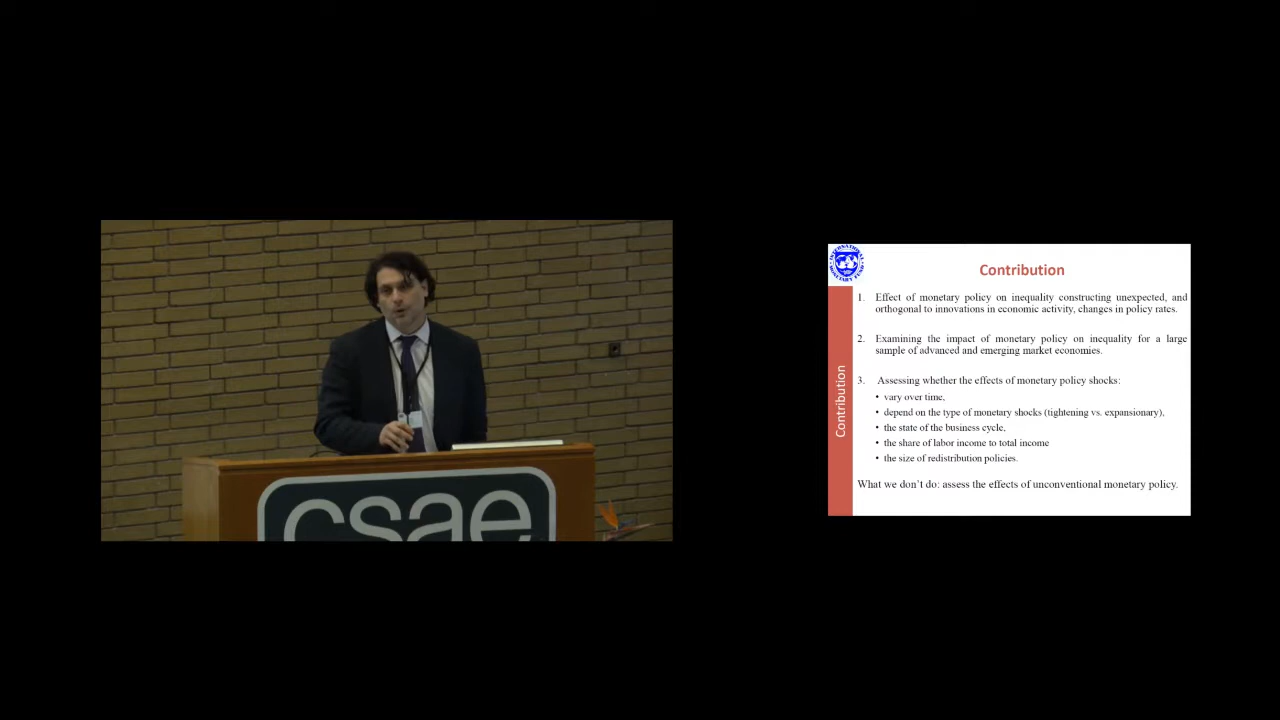 csae
INTERNATIONAL
MONETARY FUND
Contribution
Contribution
1. Effect of monetary policy on inequality constructing unexpected, and
orthogonal to innovations in economic activity, changes in policy rates.
2. Examining the impact of monetary policy on inequality for a large
sample of advanced and emerging market economies.
3. Assessing whether the effects of monetary policy shocks:
• vary over time,
• depend on the type of monetary shocks (tightening vs. expansionary),
• the state of the business cycle,
• the share of labor income to total income
• the size of redistribution policies.
What we don't do: assess the effects of unconventional monetary policy.